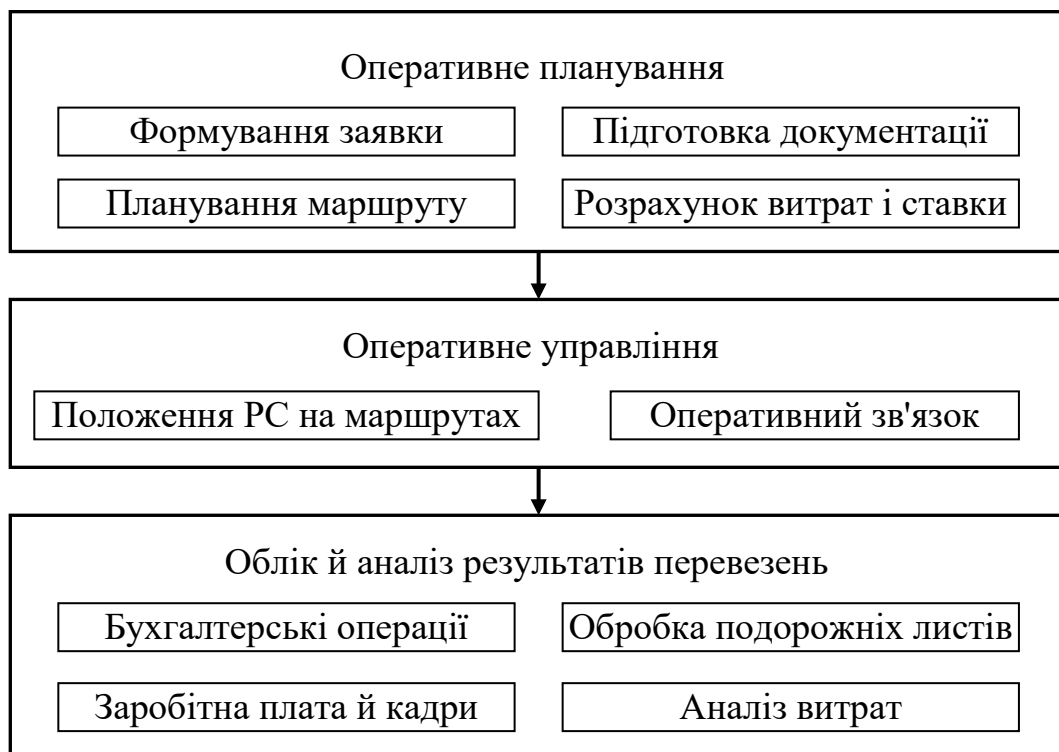 Оперативне планування
Формування заявки
Підготовка документації
Планування маршруту
Розрахунок витрат і ставки
Оперативне управління
Положення РС на маршрутах
Оперативний зв'язок
Облік й аналіз результатів перевезень
Бухгалтерські операції
Обробка подорожніх листів
Заробітна плата й кадри
Аналіз витрат